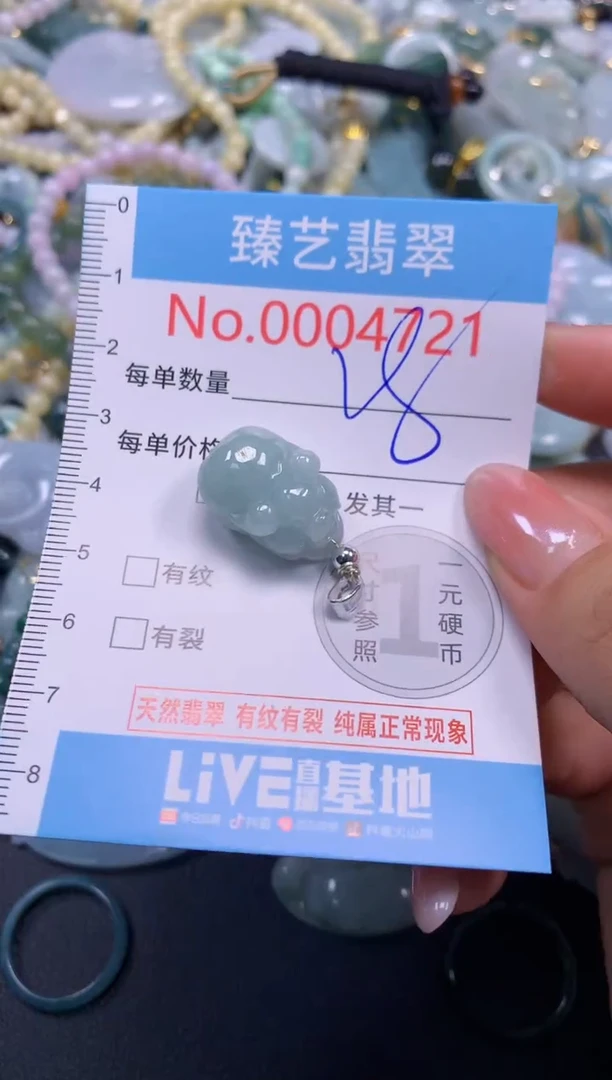 臻艺翡翠
No.0004721
18
每单数量
每单价格
发其一
有纹
有裂
尺寸参照
1
一元硬币
天然翡翠 有纹有裂 纯属正常现象
LiVE直播基地
抖音
0
1
2
3
4
5
6
7
8